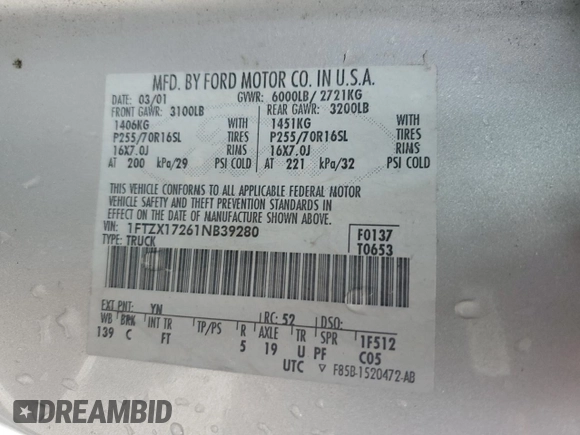 MFD. BY FORD MOTOR CO. IN U.S.A.
DATE: 03/01 GVWR: 6000LB/ 2721KG
FRONT GAWR: 3100LB REAR GAWR: 3200LB
1406KG 1451KG
P255/70R16SL TIRES P255/70R16SL TIRES
16X7.0J RIMS 16X7.0J RIMS
AT 200 kPa/29 PSI COLD AT 221 kPa/32 PSI COLD
THIS VEHICLE CONFORMS TO ALL APPLICABLE FEDERAL MOTOR
VEHICLE SAFETY AND BUMPER STANDARDS IN
EFFECT ON THE DATE OF MANUFACTURE SHOWN ABOVE.
VIN: 1FTZX17261NB39280 F0137
TYPE: TRUCK T0653
EXT PNT: YN RC: 52 DSO:
WB BRK INT TR TP/PS R AXLE TR SPR 1F512
139 C FT 5 19 U PF C05
UTC ▽ F85B-1520472-AB
DREAMBID